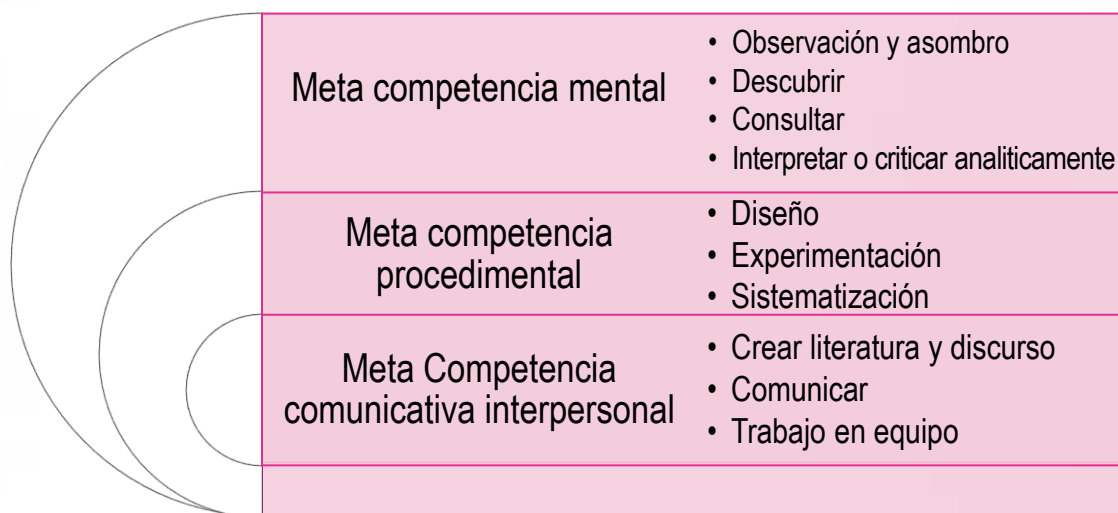 Meta competencia mental
• Observación y asombro
• Descubrir
• Consultar
• Interpretar o criticar analiticamente
Meta competencia
procedimental
• Diseño
• Experimentación
• Sistematización
Meta Competencia
comunicativa interpersonal
• Crear literatura y discurso
• Comunicar
• Trabajo en equipo